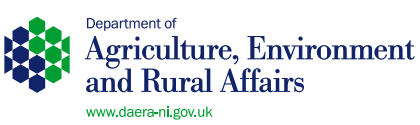 Department of
Agriculture, Environment
and Rural Affairs
www.daera-ni.gov.uk